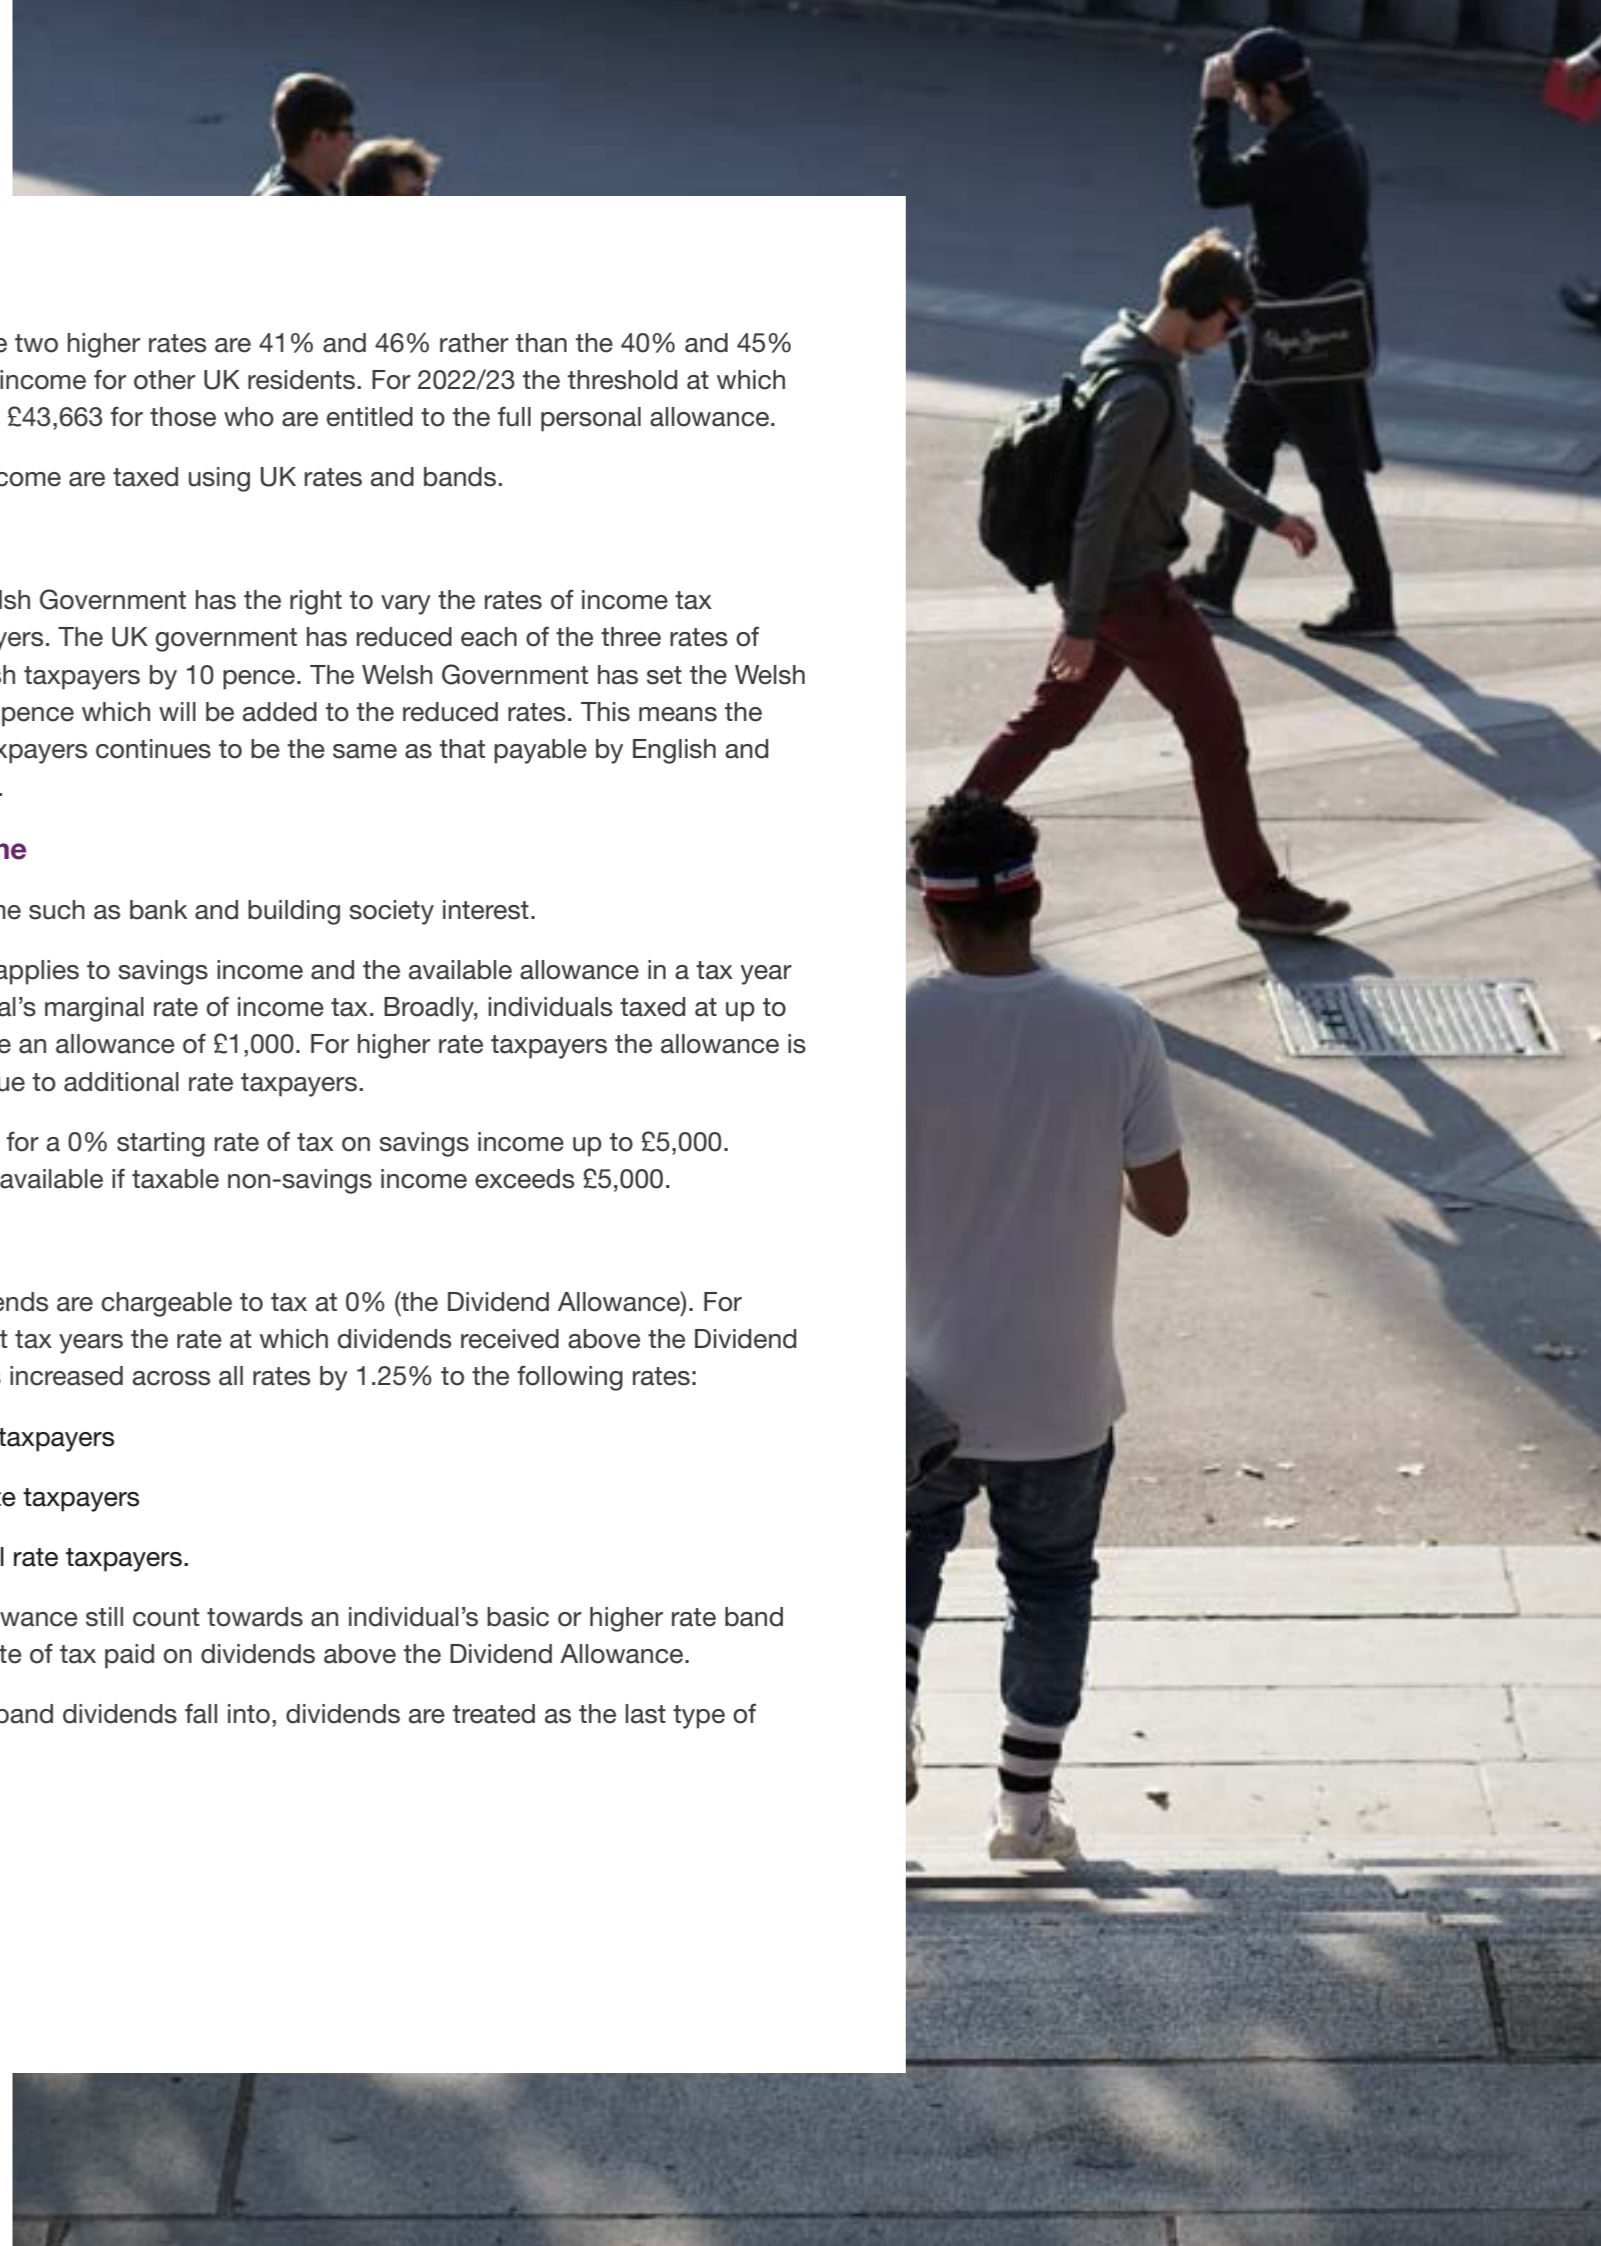 two higher rates are 41% and 46% rather than the 40% and 45%
income for other UK residents. For 2022/23 the threshold at which
£43,663 for those who are entitled to the full personal allowance.
come are taxed using UK rates and bands.
lsh Government has the right to vary the rates of income tax
yers. The UK government has reduced each of the three rates of
h taxpayers by 10 pence. The Welsh Government has set the Welsh
pence which will be added to the reduced rates. This means the
xpayers continues to be the same as that payable by English and
.
ne
ne such as bank and building society interest.
applies to savings income and the available allowance in a tax year
al's marginal rate of income tax. Broadly, individuals taxed at up to
e an allowance of £1,000. For higher rate taxpayers the allowance is
ue to additional rate taxpayers.
for a 0% starting rate of tax on savings income up to £5,000.
available if taxable non-savings income exceeds £5,000.
ends are chargeable to tax at 0% (the Dividend Allowance). For
t tax years the rate at which dividends received above the Dividend
increased across all rates by 1.25% to the following rates:
taxpayers
te taxpayers
l rate taxpayers.
wance still count towards an individual's basic or higher rate band
te of tax paid on dividends above the Dividend Allowance.
band dividends fall into, dividends are treated as the last type of
Pepe Jeans